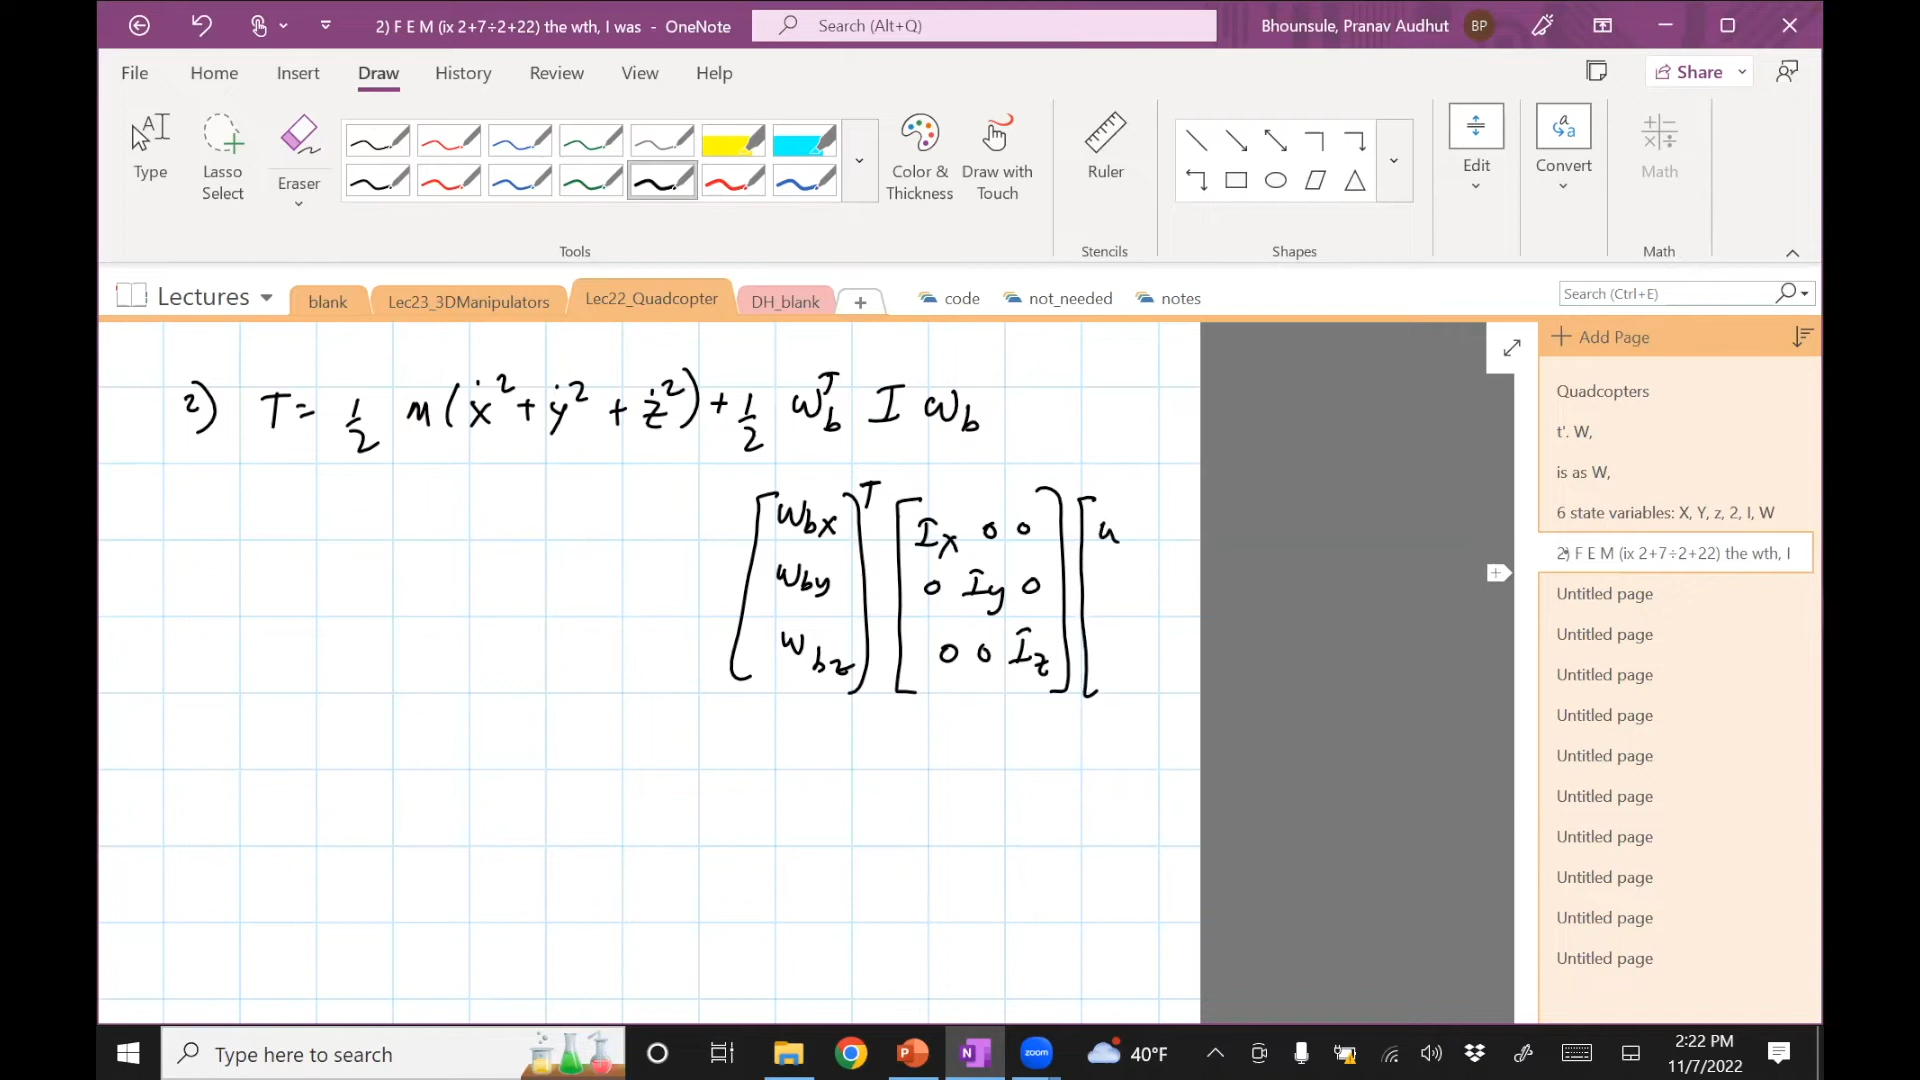 2) F E M (ix 2+7÷2+22) the wth, I was - OneNote
Search (Alt+Q)
Bhounsule, Pranav Audhut
BP
File Home Insert Draw History Review View Help
Share
Type
Lasso Select
Eraser
Color & Thickness
Draw with Touch
Ruler
Edit
Convert
Math
Tools
Stencils
Shapes
Math
Lectures
blank
Lec23_3DManipulators
Lec22_Quadcopter
DH_blank
code
not_needed
notes
Search (Ctrl+E)
Add Page
Quadcopters
t'. W,
is as W,
6 state variables: X, Y, z, 2, I, W
2) F E M (ix 2+7÷2+22) the wth, I
Untitled page
Untitled page
Untitled page
Untitled page
Untitled page
Untitled page
Untitled page
Untitled page
Untitled page
Untitled page
2) T = 1/2 m(ẋ² + ẏ² + ż²) + 1/2 ω_b^T I ω_b
[ω_bx]^T [I_x 0 0] [
[ω_by] [0 I_y 0]
[ω_bz] [0 0 I_z]
Type here to search
zoom
40°F
2:22 PM
11/7/2022